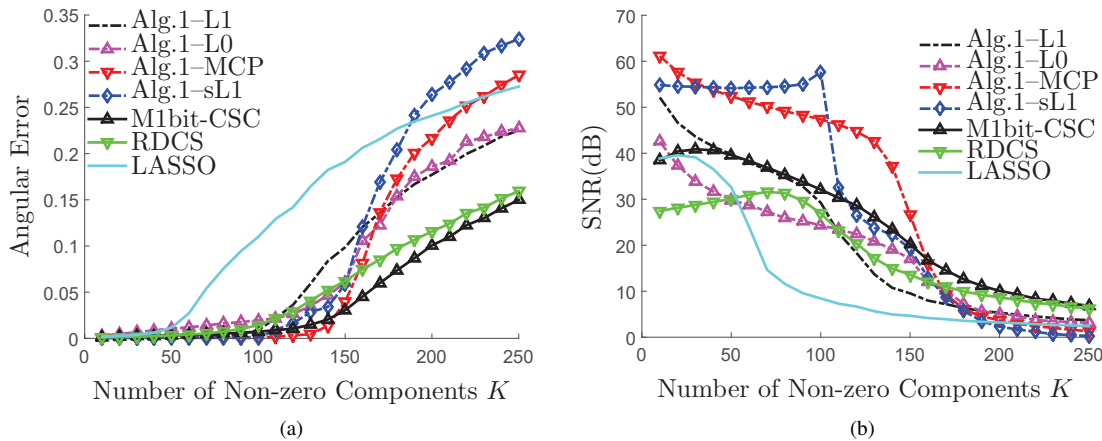 0.35
0.3
0.25
0.2
0.15
0.1
0.05
0
0
50
100
150
200
250
Angular Error
Number of Non-zero Components K
Alg.1–L1
Alg.1–L0
Alg.1–MCP
Alg.1–sL1
M1bit-CSC
RDCS
LASSO
(a)
70
60
50
40
30
20
10
0
0
50
100
150
200
250
SNR(dB)
Number of Non-zero Components K
Alg.1–L1
Alg.1–L0
Alg.1–MCP
Alg.1–sL1
M1bit-CSC
RDCS
LASSO
(b)